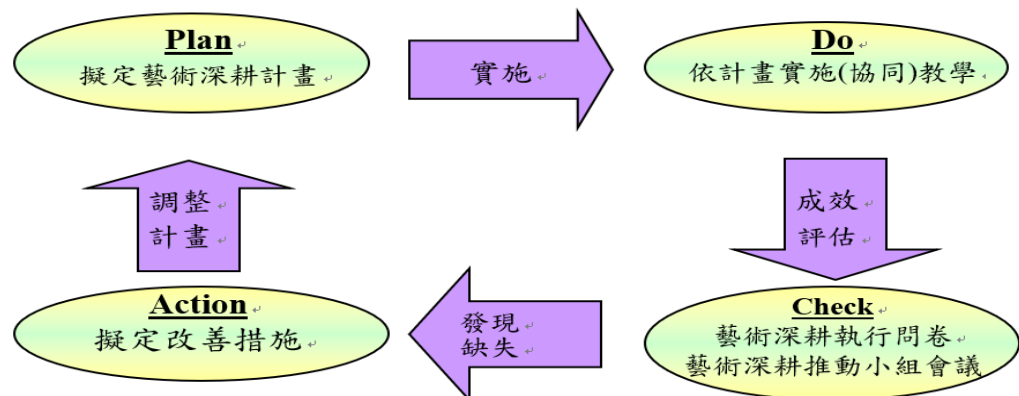 Plan
擬定藝術深耕計畫
實施
Do
依計畫實施(協同)教學
成效
評估
Check
藝術深耕執行問卷
藝術深耕推動小組會議
發現
缺失
Action
擬定改善措施
調整
計畫